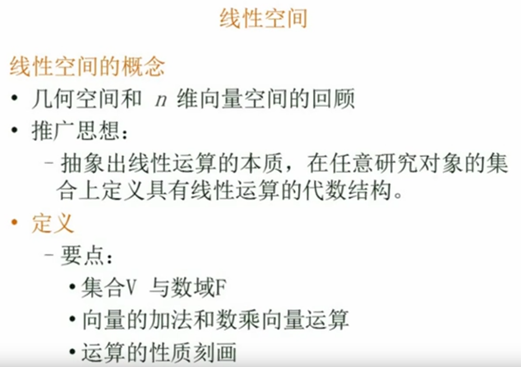 线性空间
线性空间的概念
• 几何空间和 n 维向量空间的回顾
• 推广思想：
– 抽象出线性运算的本质，在任意研究对象的集
合上定义具有线性运算的代数结构。
• 定义
– 要点：
•集合V 与数域F
•向量的加法和数乘向量运算
•运算的性质刻画